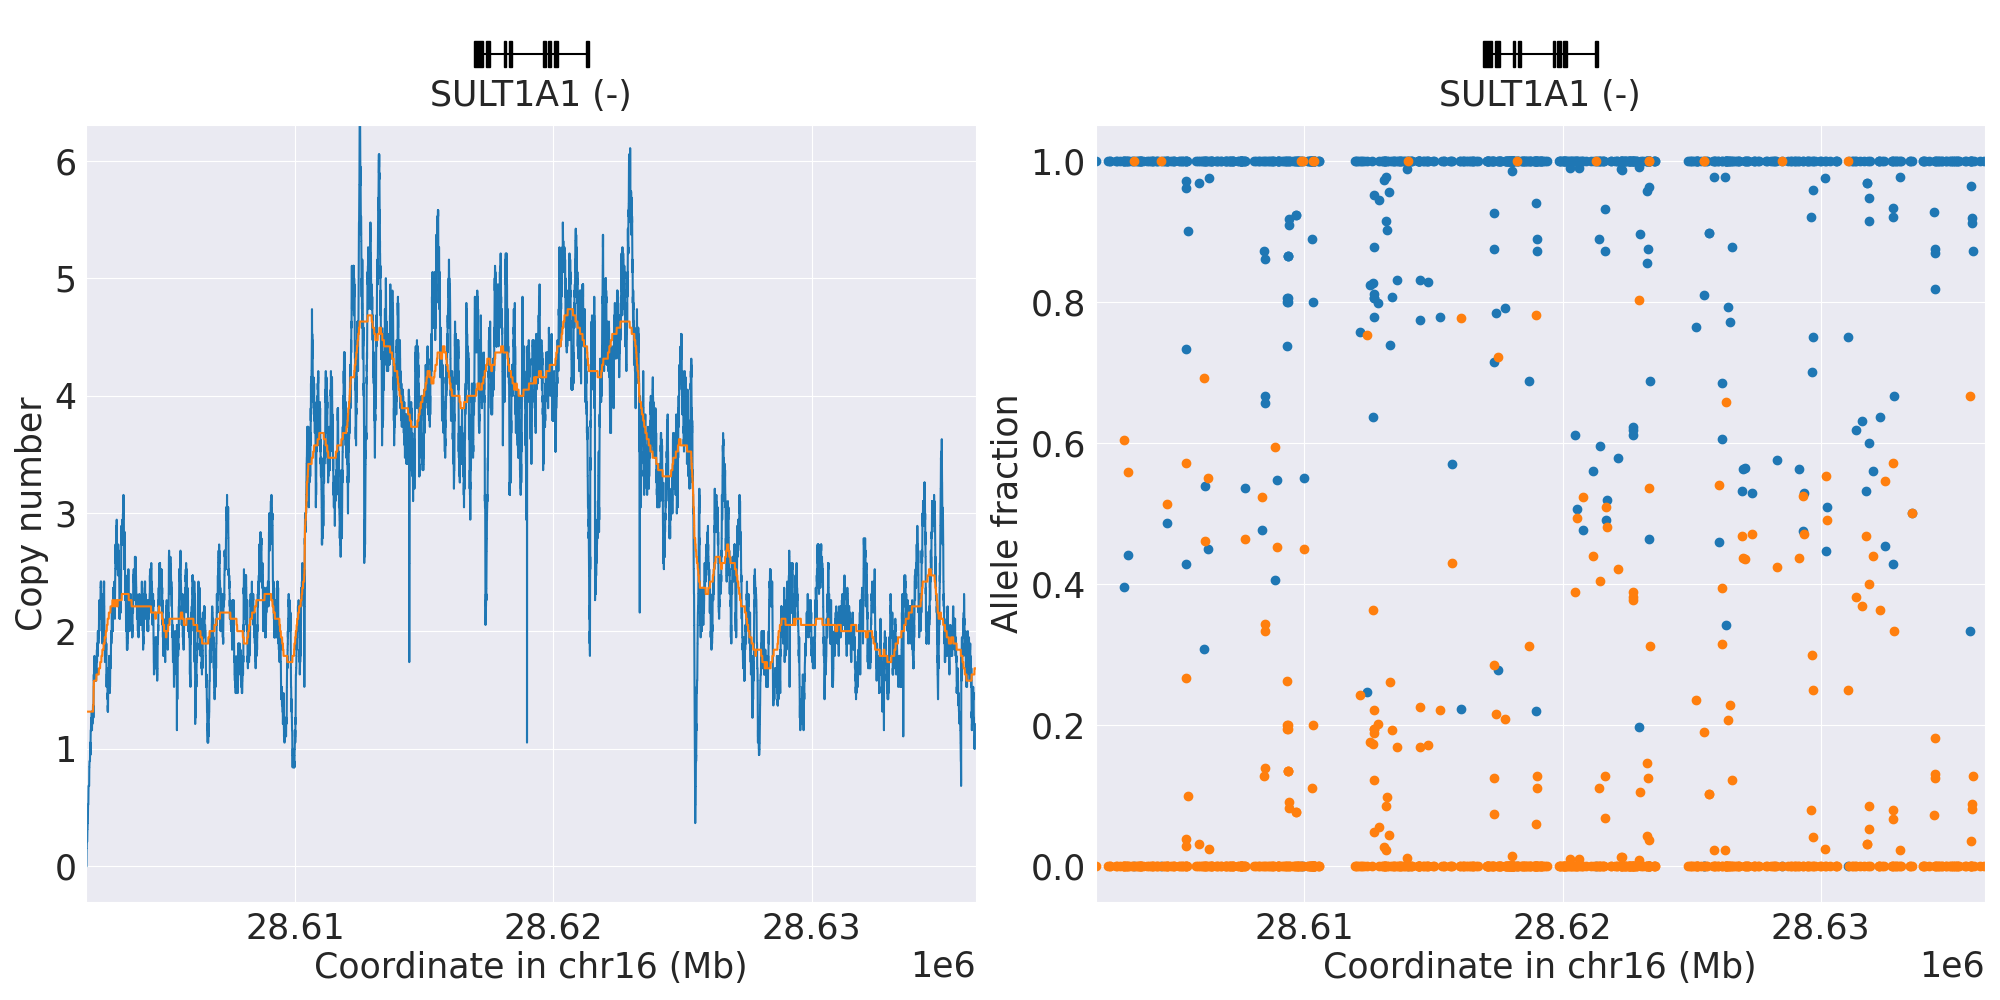 SULT1A1 (-)
6
5
4
3
2
1
0
Copy number
28.61
28.62
28.63
Coordinate in chr16 (Mb)
1e6
SULT1A1 (-)
1.0
0.8
0.6
0.4
0.2
0.0
Allele fraction
28.61
28.62
28.63
Coordinate in chr16 (Mb)
1e6